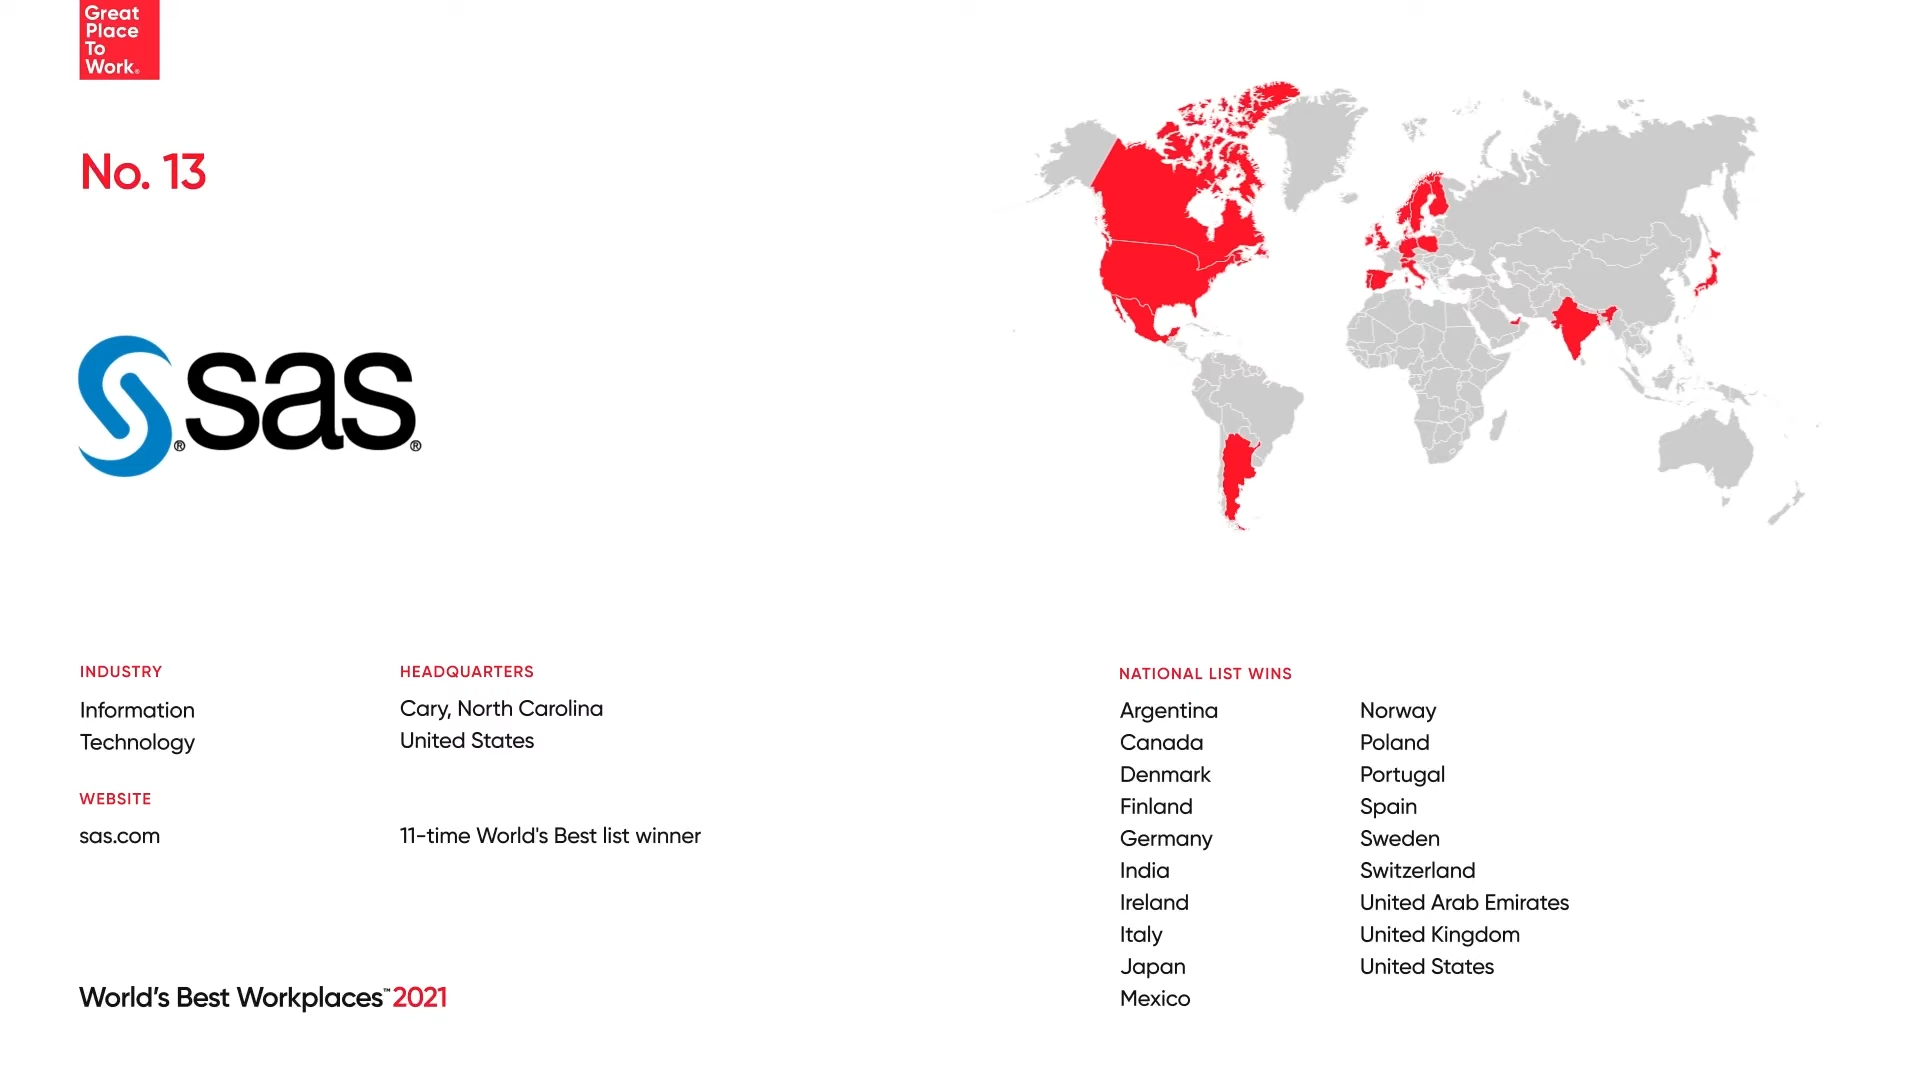 Great
Place
To
Work®
No. 13
sas
® ®
INDUSTRY
Information
Technology
HEADQUARTERS
Cary, North Carolina
United States
WEBSITE
sas.com
11-time World's Best list winner
World’s Best Workplaces™ 2021
NATIONAL LIST WINS
Argentina
Canada
Denmark
Finland
Germany
India
Ireland
Italy
Japan
Mexico
Norway
Poland
Portugal
Spain
Sweden
Switzerland
United Arab Emirates
United Kingdom
United States